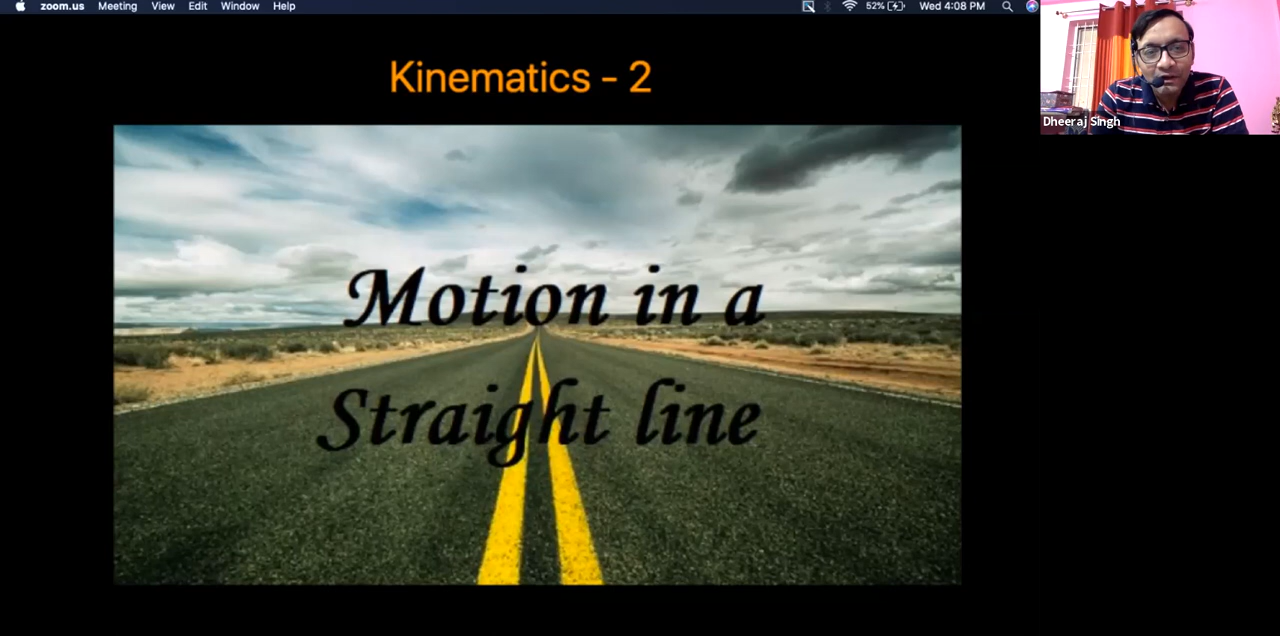 zoom.us Meeting View Edit Window Help 52% Wed 4:08 PM
Kinematics - 2
Dheeraj Singh
Motion in a
Straight line